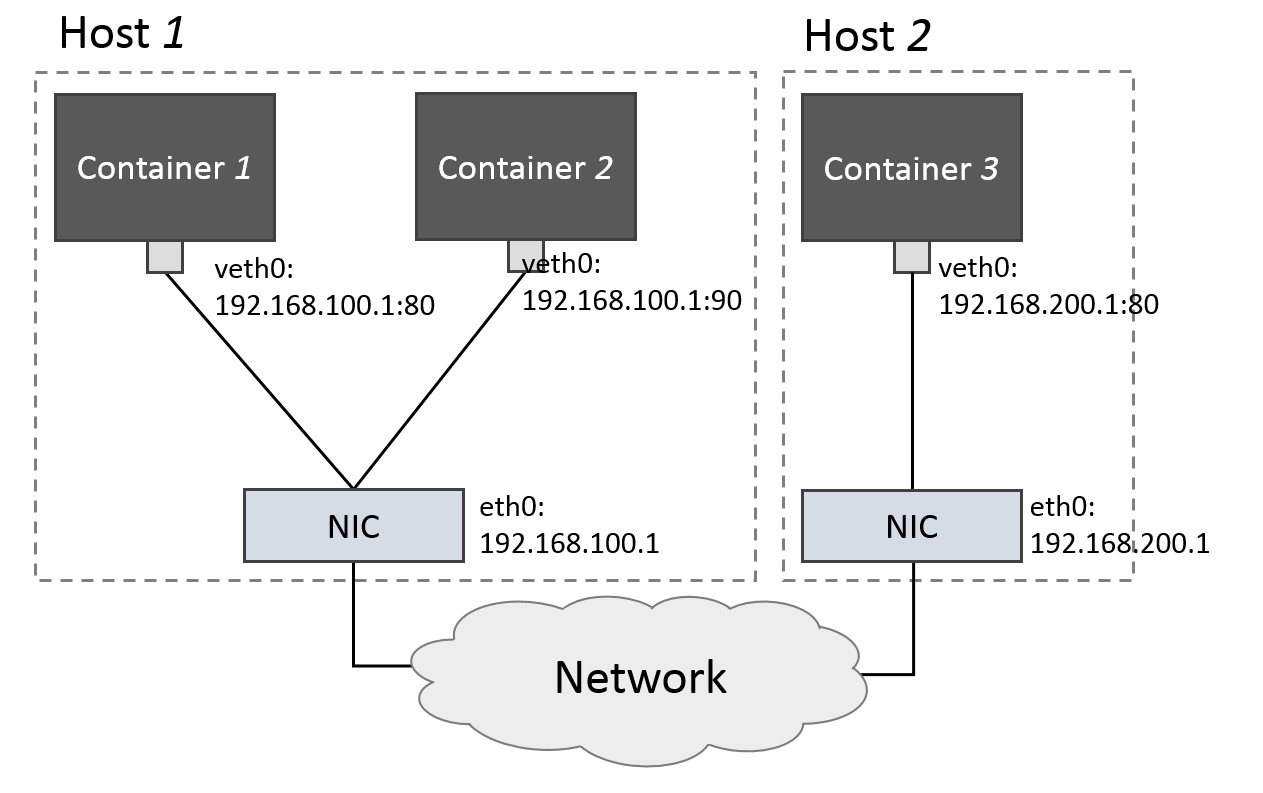 Host 1
Host 2
Container 1
Container 2
Container 3
veth0:
192.168.100.1:80
veth0:
192.168.100.1:90
veth0:
192.168.200.1:80
NIC
eth0:
192.168.100.1
NIC
eth0:
192.168.200.1
Network